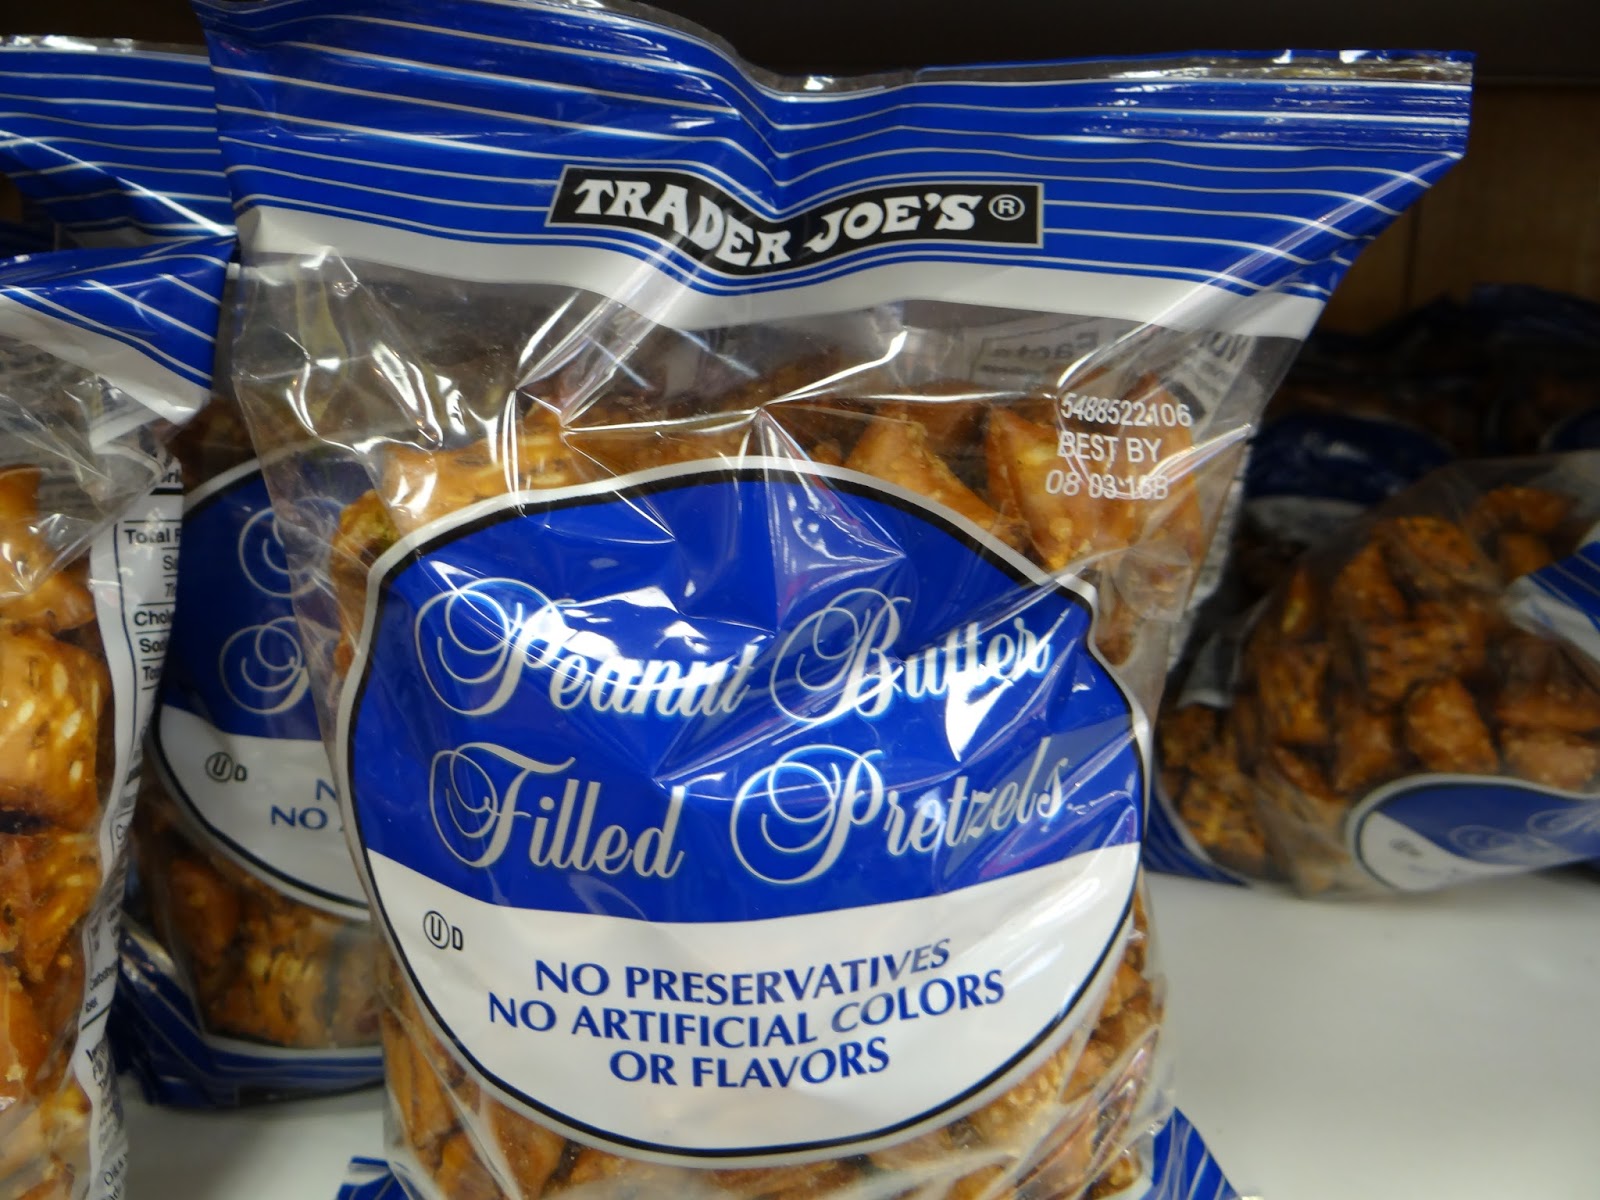 TRADER JOE'S®
5488522106
BEST BY
08 03 16B
Peanut Butter
Filled Pretzels
Ⓤ D
NO PRESERVATIVES
NO ARTIFICIAL COLORS
OR FLAVORS
Ⓤ D
NO
Total